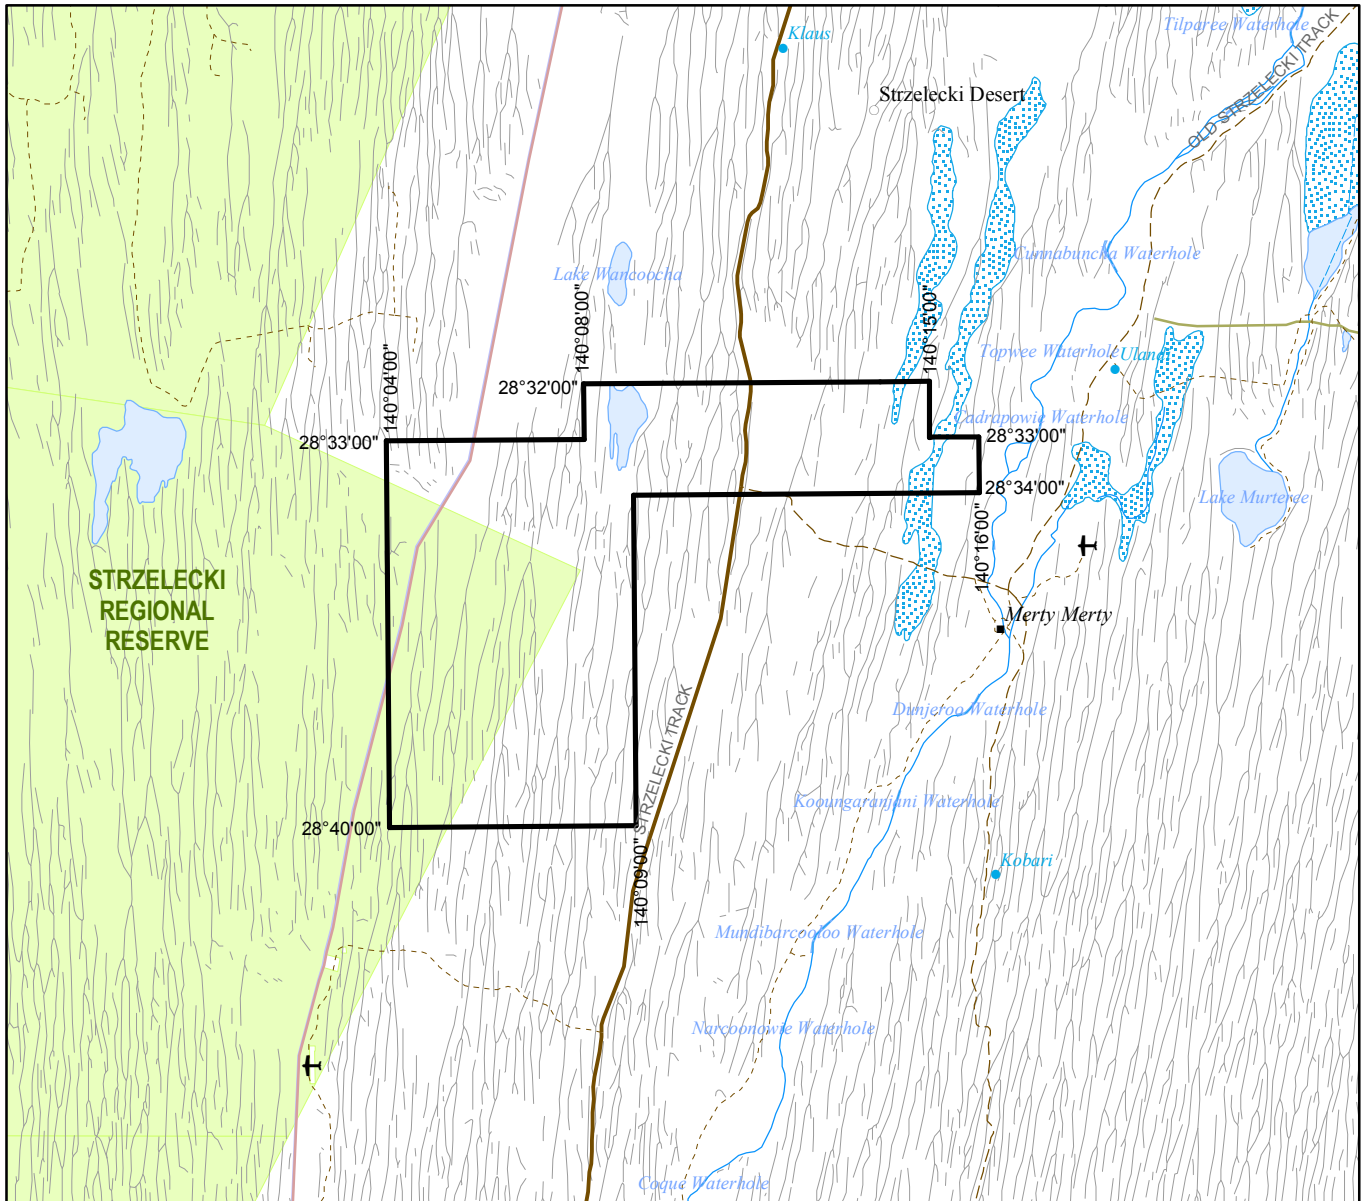 Tilparee Waterhole
Klaus
OLD STRZELECKI TRACK
Strzelecki Desert
Cunnabuncha Waterhole
Lake Wancoocha
140°08'00"
140°15'00"
140°04'00"
Topwee Waterhole
Uland
28°32'00"
Cadrapowie Waterhole
28°33'00"
28°33'00"
28°34'00"
Lake Murteree
140°16'00"
STRZELECKI
REGIONAL
RESERVE
Merty Merty
STRZELECKI TRACK
Dunjeroo Waterhole
Kooungaranjani Waterhole
28°40'00"
140°09'00"
Kobari
Mundibarcooloo Waterhole
Narcoonowie Waterhole
Coque Waterhole